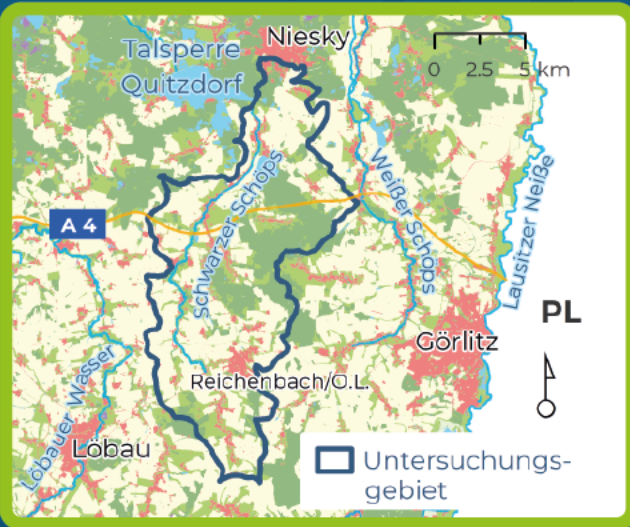 Niesky
Talsperre
Quitzdorf
0 2.5 5 km
Weißer Schöps
schwarzer Schöps
Lausitzer Neiße
A 4
PL
Görlitz
Reichenbach/O.L.
Löbauer Wasser
Löbau
Untersuchungs-
gebiet